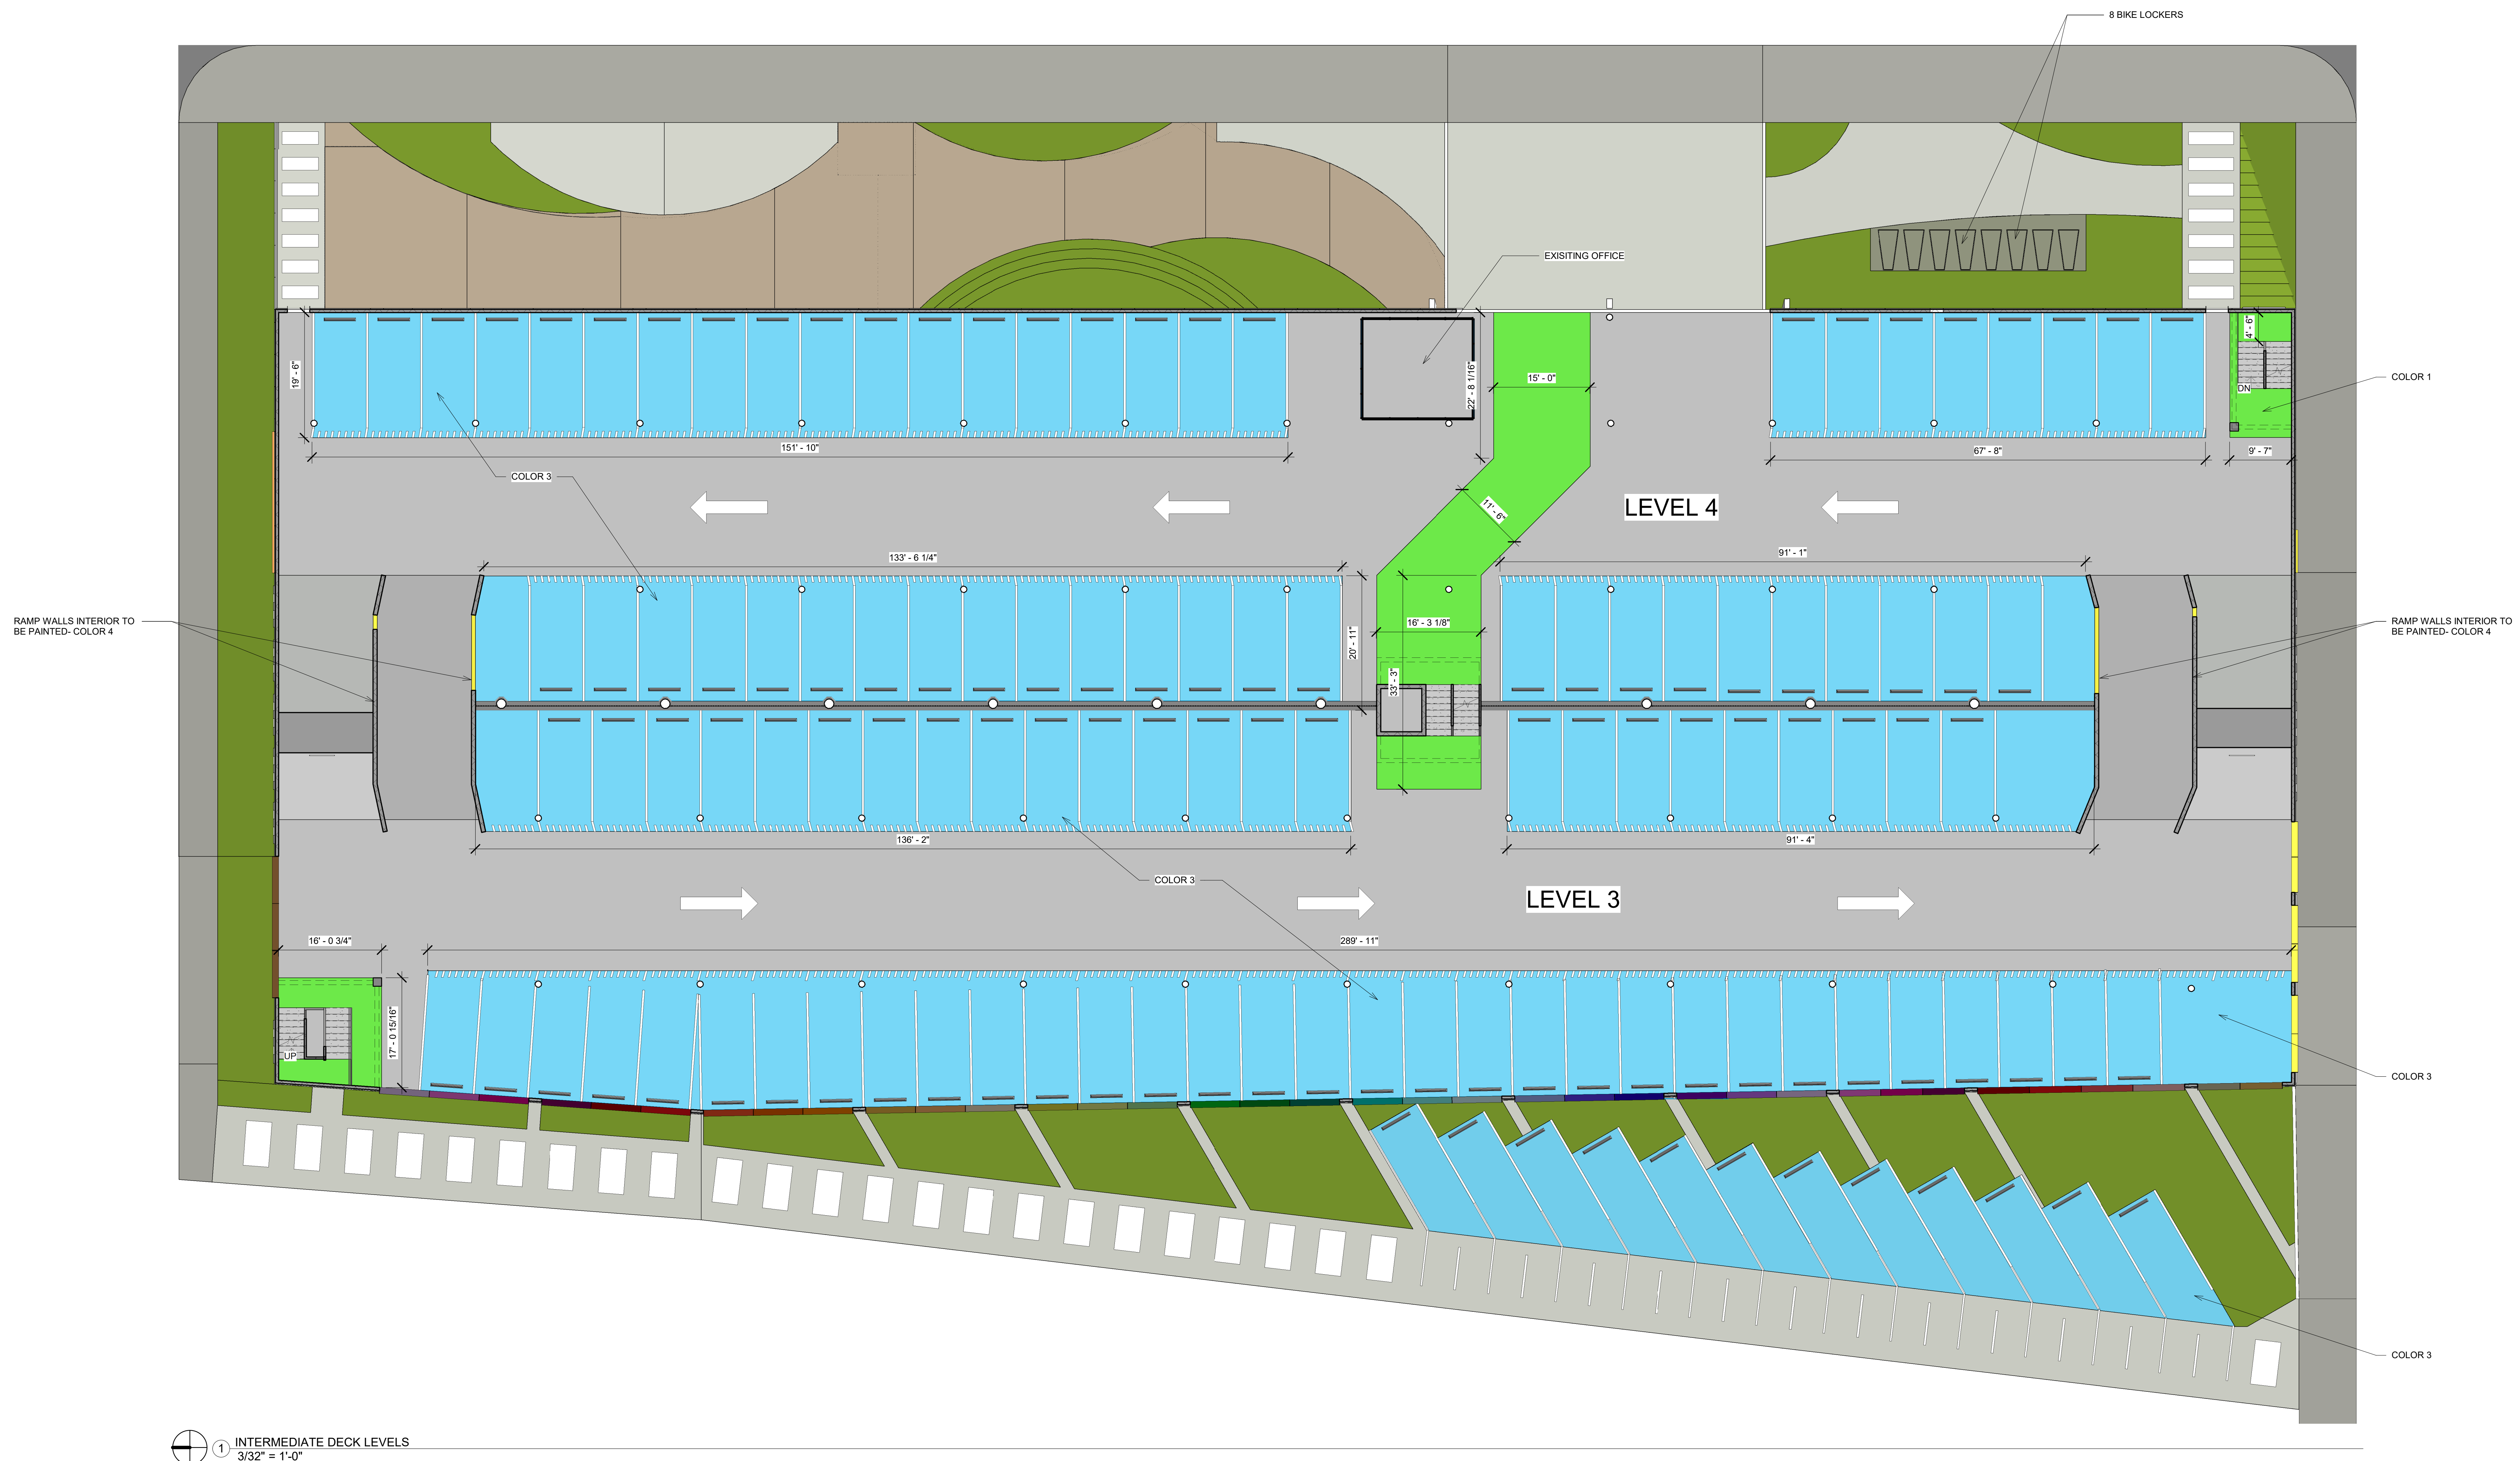 8 BIKE LOCKERS
EXISITING OFFICE
4' - 6"
19' - 6"
22' - 8 1/16"
15' - 0"
COLOR 1
DN
151' - 10"
67' - 8"
9' - 7"
COLOR 3
LEVEL 4
11' - 6"
133' - 6 1/4"
91' - 1"
RAMP WALLS INTERIOR TO
BE PAINTED- COLOR 4
20' - 11"
16' - 3 1/8"
33' - 3"
RAMP WALLS INTERIOR TO
BE PAINTED- COLOR 4
136' - 2"
91' - 4"
COLOR 3
LEVEL 3
16' - 0 3/4"
289' - 11"
17' - 0 15/16"
UP
COLOR 3
COLOR 3
1
INTERMEDIATE DECK LEVELS
3/32" = 1'-0"